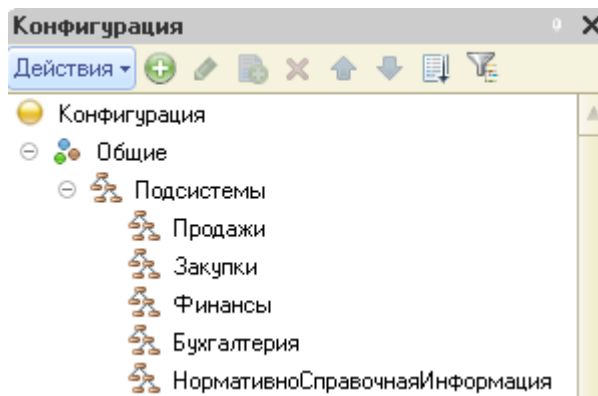 Конфигурация
Действия
Конфигурация
Общие
Подсистемы
Продажи
Закупки
Финансы
Бухгалтерия
НормативноСправочнаяИнформация